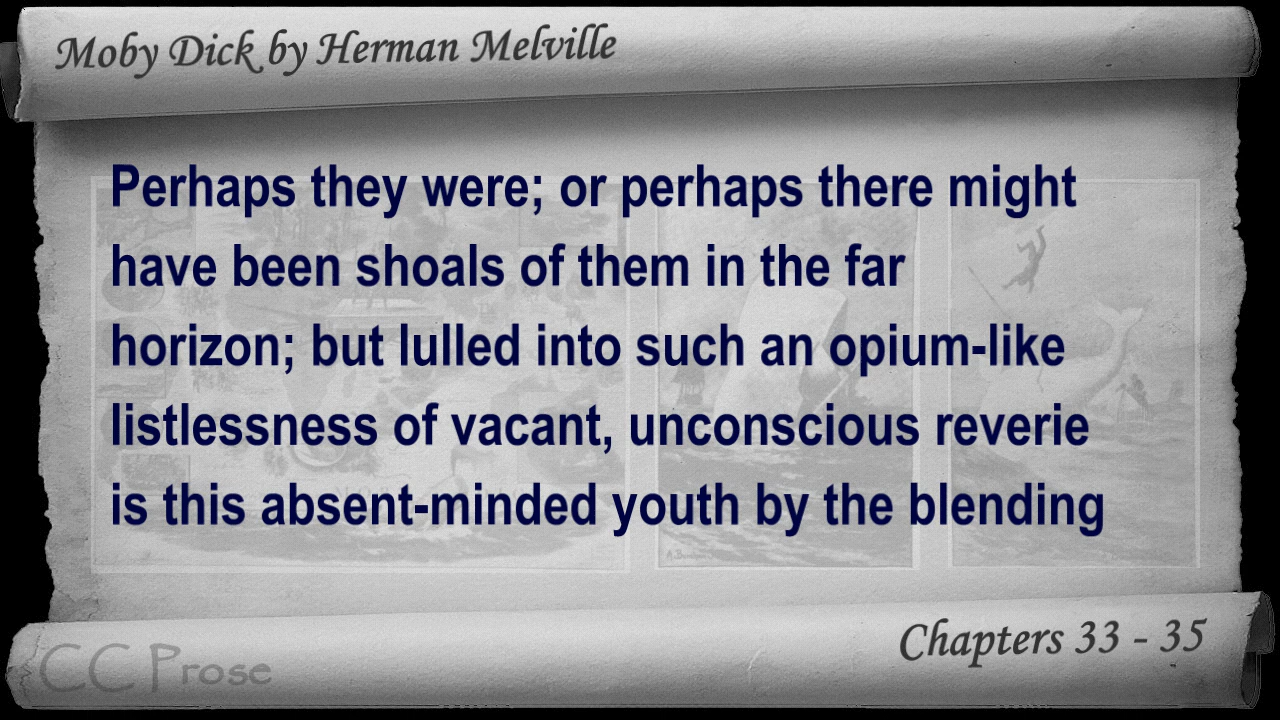 Moby Dick by Herman Melville
Perhaps they were; or perhaps there might
have been shoals of them in the far
horizon; but lulled into such an opium-like
listlessness of vacant, unconscious reverie
is this absent-minded youth by the blending
Chapters 33 - 35
CC Prose